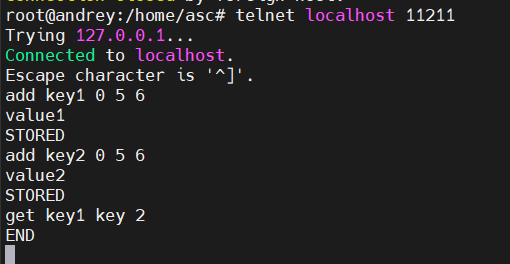 root@andrey:/home/asc# telnet localhost 11211
Trying 127.0.0.1...
Connected to localhost.
Escape character is '^]'.
add key1 0 5 6
value1
STORED
add key2 0 5 6
value2
STORED
get key1 key 2
END